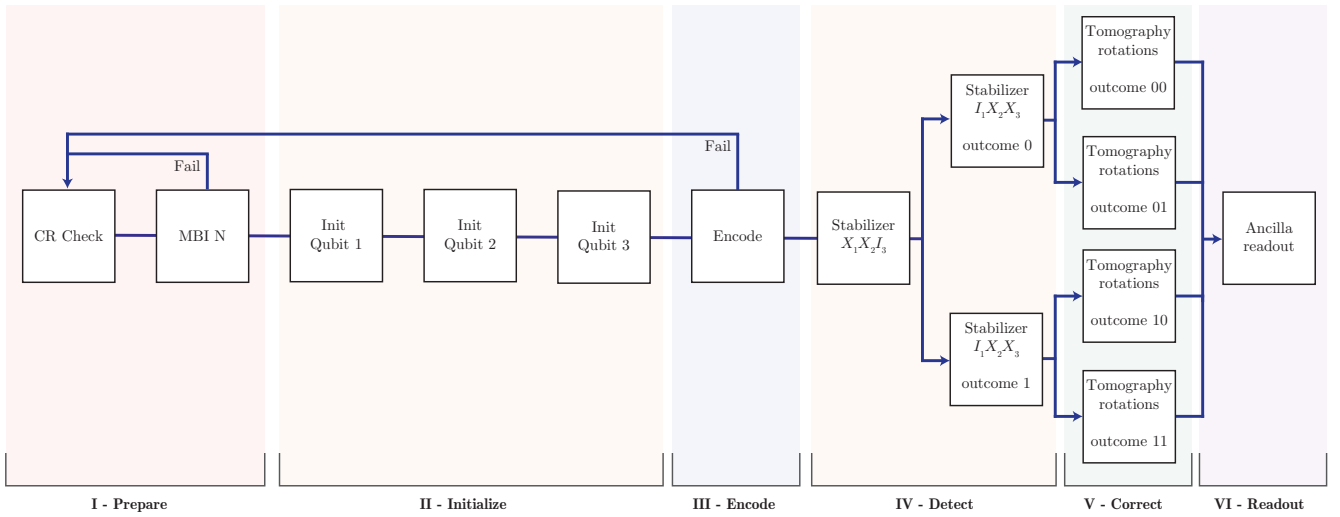 Fail
CR Check
MBI N
Init
Qubit 1
Init
Qubit 2
Init
Qubit 3
Fail
Encode
Stabilizer
X₁X₂I₃
Stabilizer
I₁X₂X₃
outcome 0
Stabilizer
I₁X₂X₃
outcome 1
Tomography
rotations
outcome 00
Tomography
rotations
outcome 01
Tomography
rotations
outcome 10
Tomography
rotations
outcome 11
Ancilla
readout
I - Prepare
II - Initialize
III - Encode
IV - Detect
V - Correct
VI - Readout